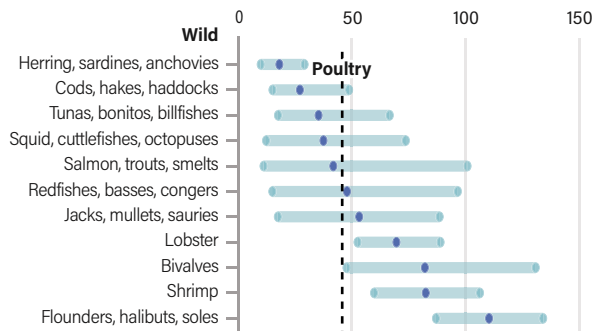 0 50 100 150
Wild
Herring, sardines, anchovies
Poultry
Cods, hakes, haddocks
Tunas, bonitos, billfishes
Squid, cuttlefishes, octopuses
Salmon, trouts, smelts
Redfishes, basses, congers
Jacks, mullets, sauries
Lobster
Bivalves
Shrimp
Flounders, halibuts, soles